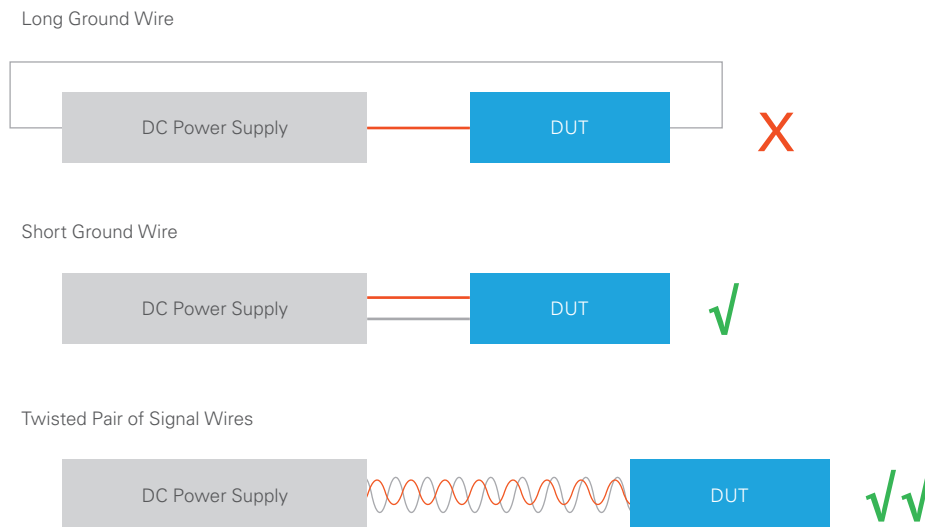 Long Ground Wire
DC Power Supply
DUT
X
Short Ground Wire
DC Power Supply
DUT
√
Twisted Pair of Signal Wires
DC Power Supply
DUT
√√